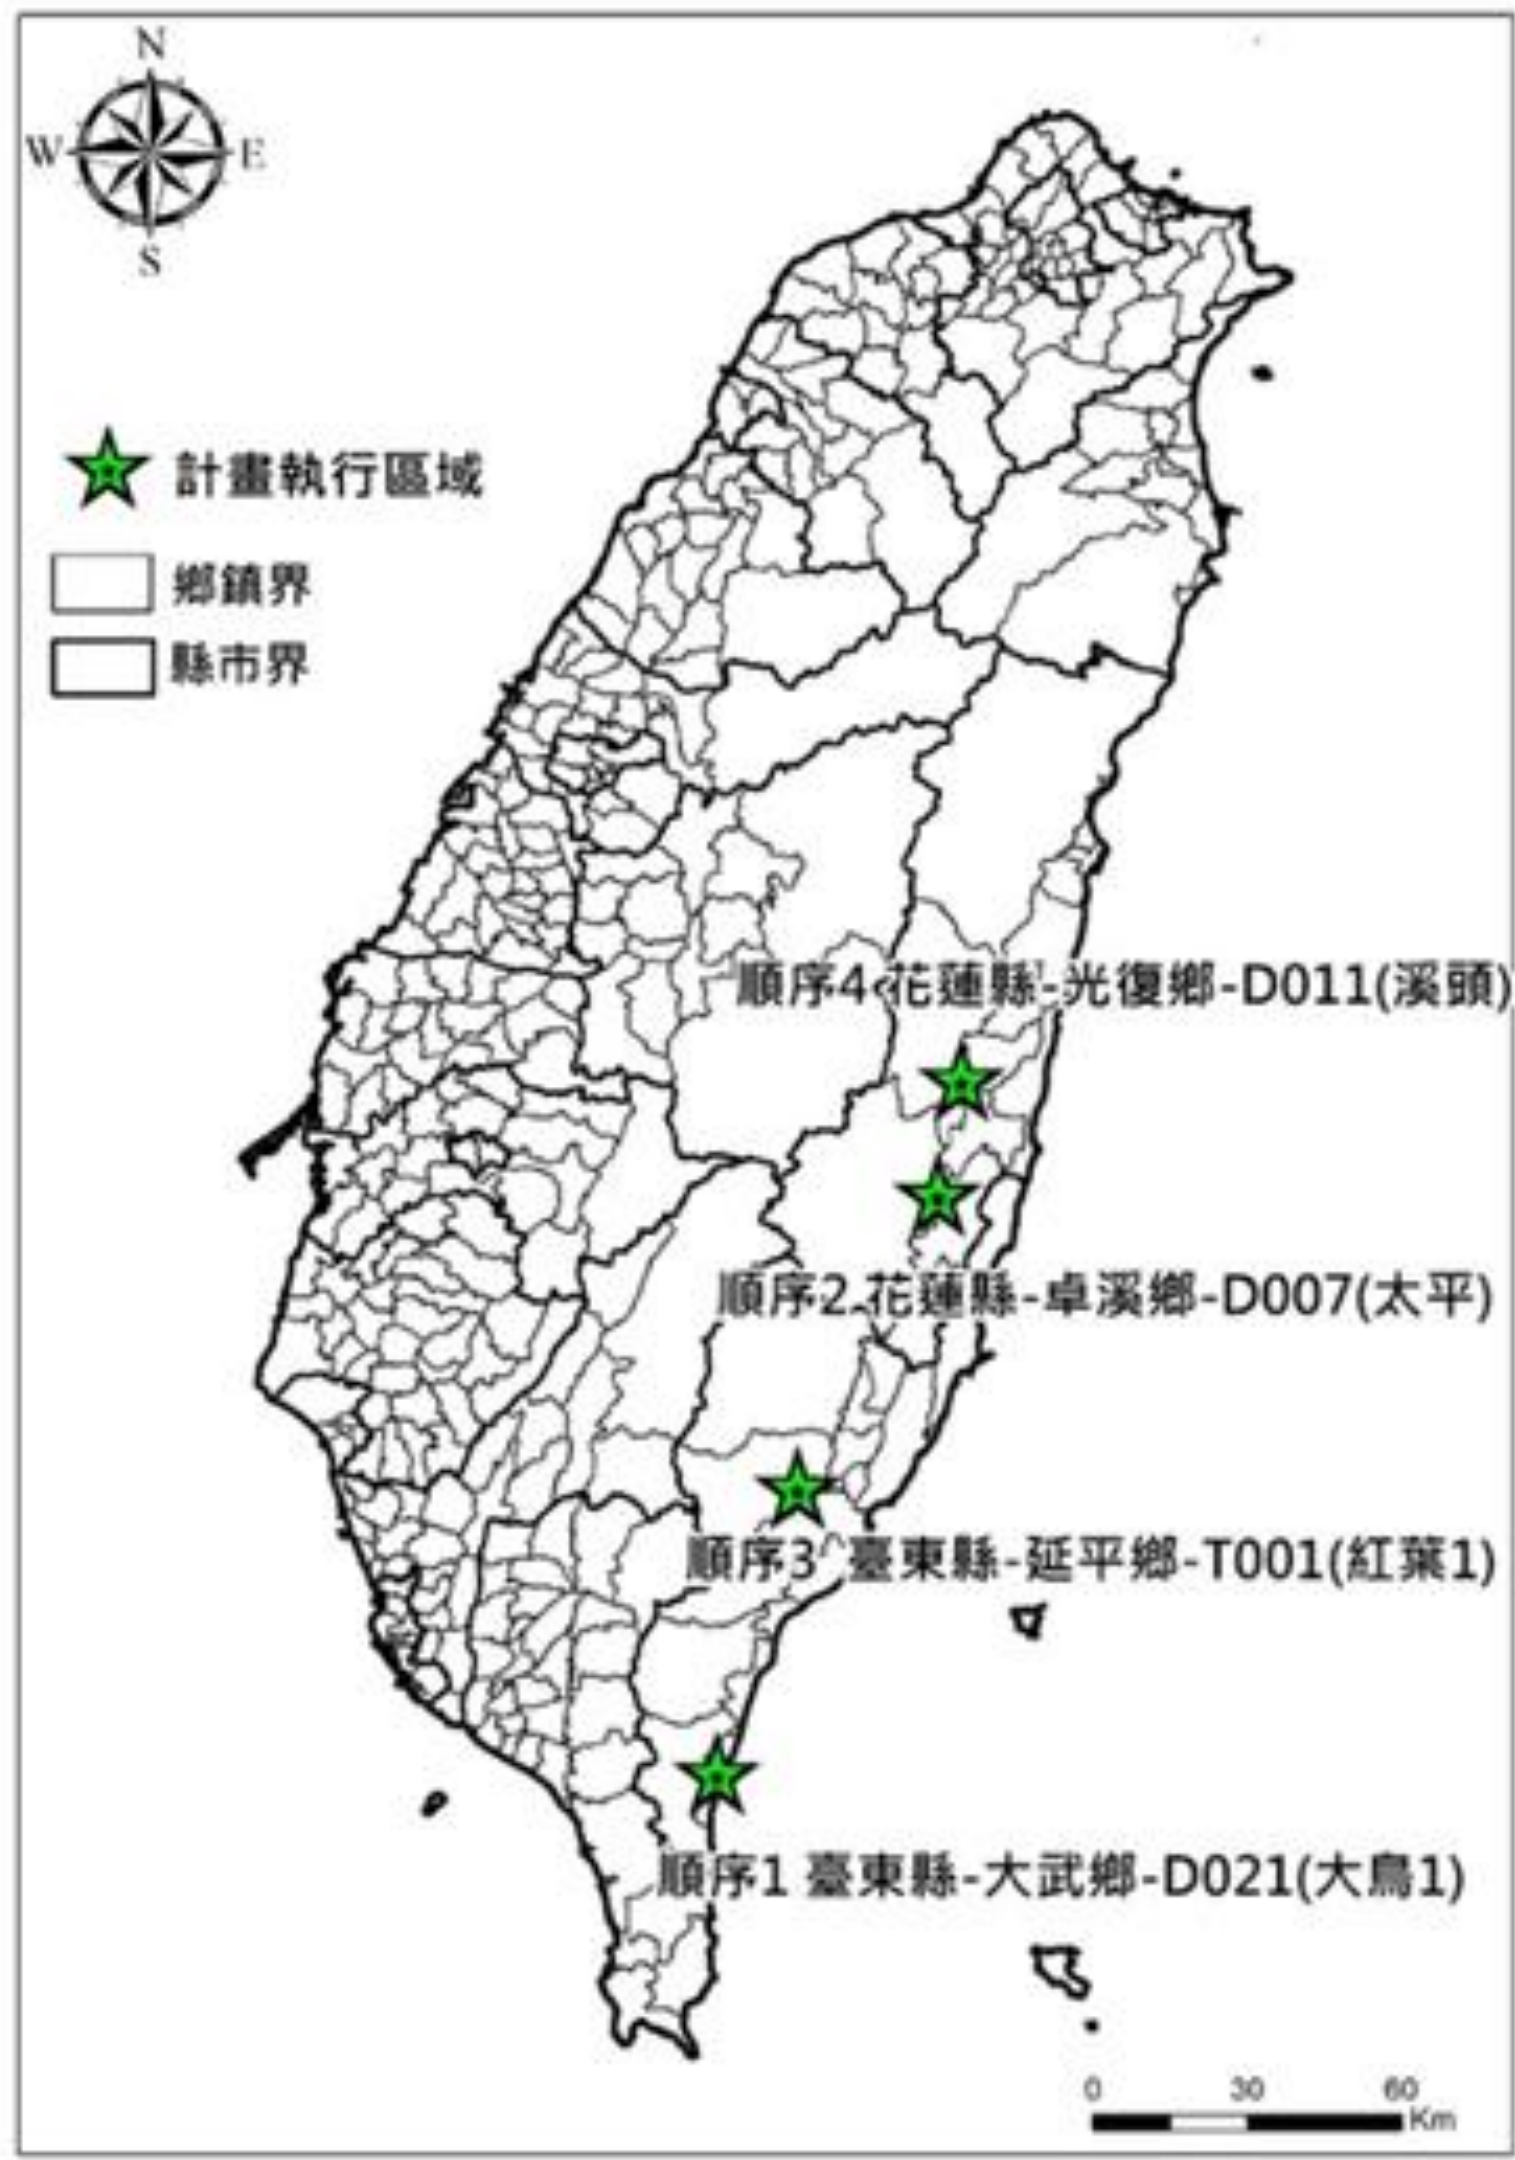 N
W E
S
計畫執行區域
鄉鎮界
縣市界
順序4 花蓮縣-光復鄉-D011(溪頭)
順序2 花蓮縣-卓溪鄉-D007(太平)
順序3 臺東縣-延平鄉-T001(紅葉1)
順序1 臺東縣-大武鄉-D021(大鳥1)
0 30 60
Km